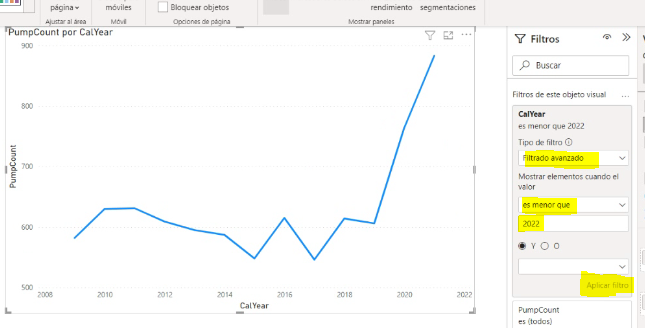 página
móviles
Bloquear objetos
rendimiento
segmentaciones
Ajustar al área
Móvil
Opciones de página
Mostrar paneles
PumpCount por CalYear
900
800
700
600
500
PumpCount
2008
2010
2012
2014
2016
2018
2020
2022
CalYear
Filtros
Buscar
Filtros de este objeto visual
...
CalYear
es menor que 2022
Tipo de filtro
Filtrado avanzado
Mostrar elementos cuando el
valor
es menor que
2022
Y
O
Aplicar filtro
PumpCount
es (todos)